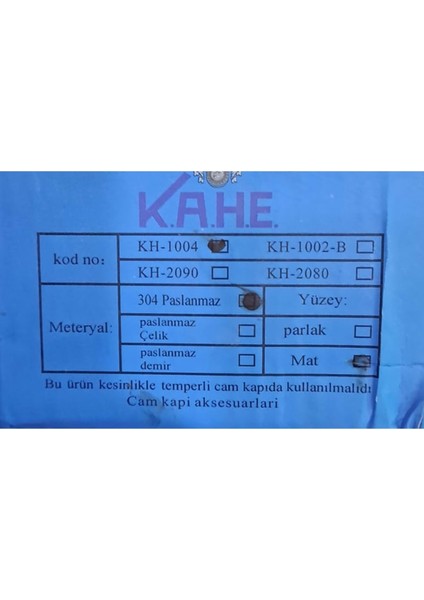 K.A.H.E.
kod no: KH-1004 KH-1002-B
KH-2090 KH-2080
Meteryal: 304 Paslanmaz Yüzey:
paslanmaz
Çelik parlak
paslanmaz
demir Mat
Bu ürün kesinlikle temperli cam kapıda kullanılmalıdı
Cam kapi aksesuarlari